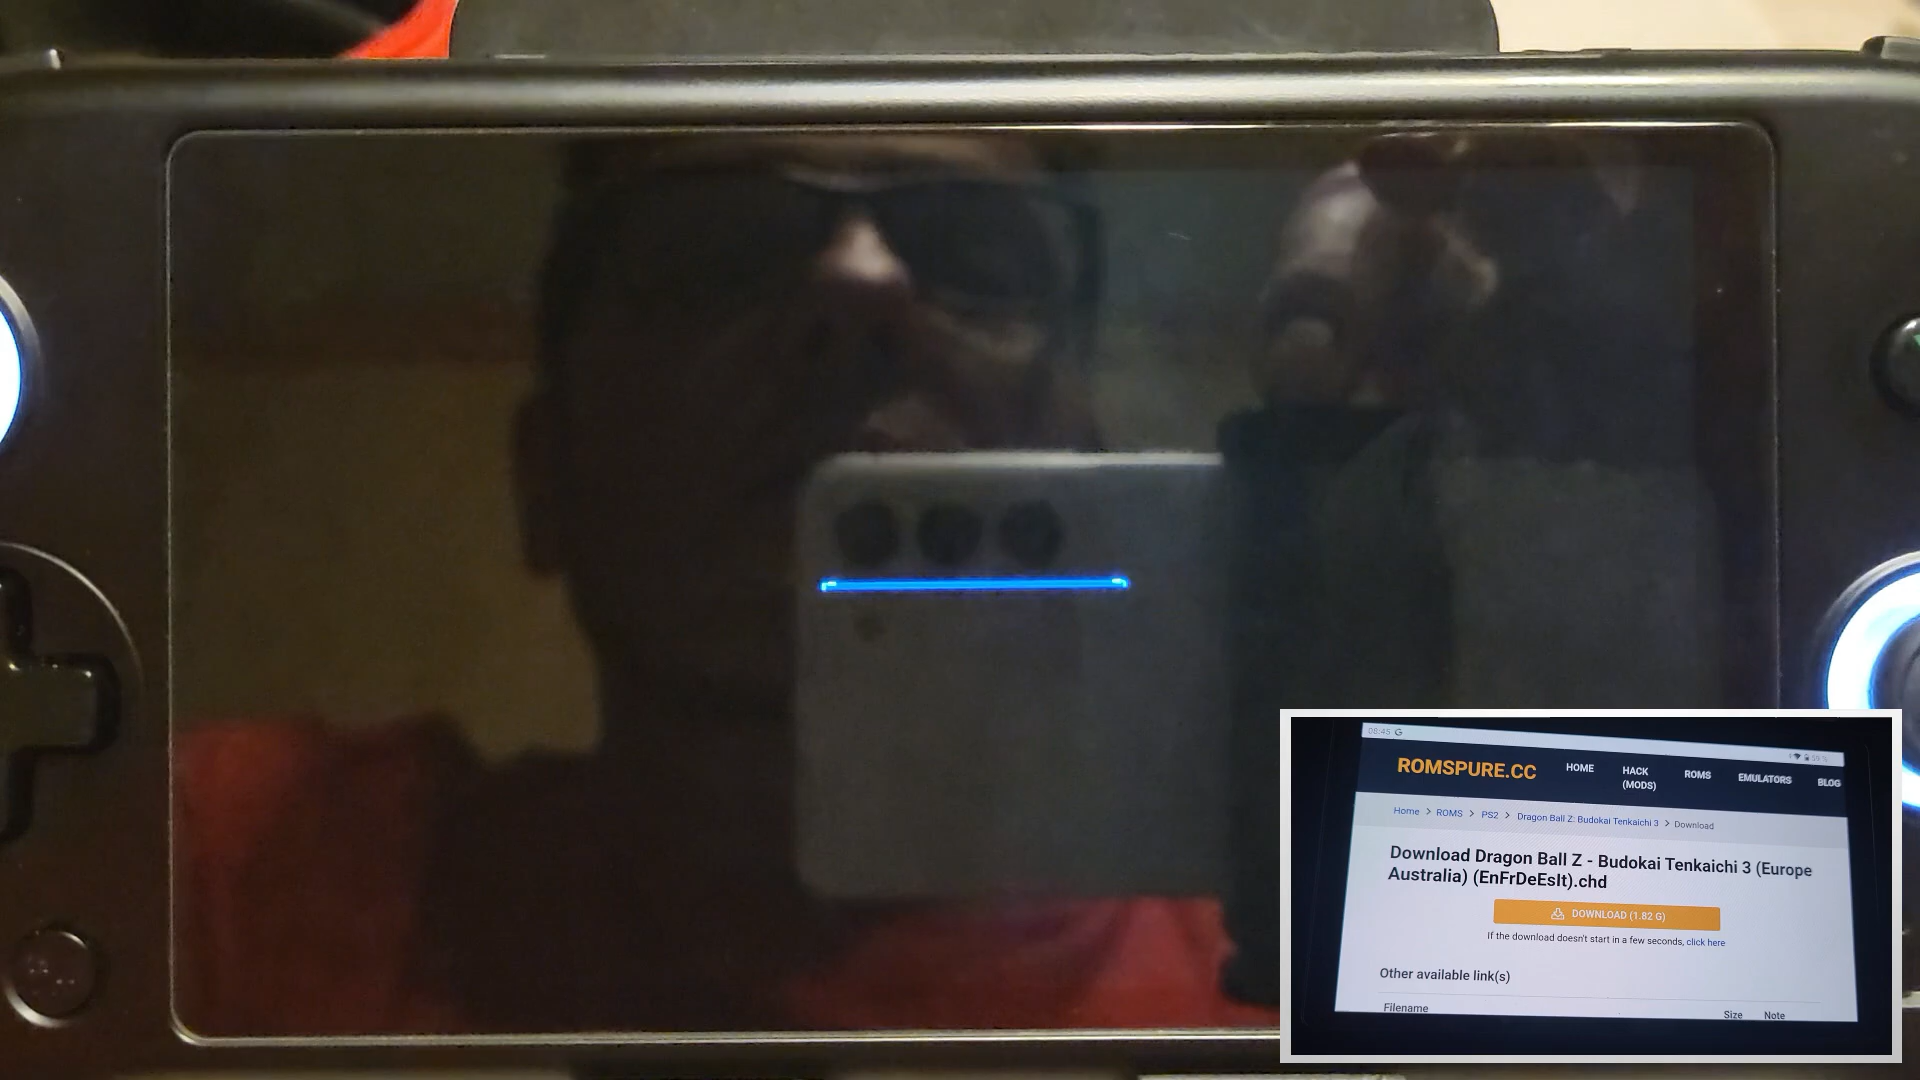 08:45 G
ROMSPURE.CC HOME HACK (MODS) ROMS EMULATORS BLOG
Home > ROMS > PS2 > Dragon Ball Z: Budokai Tenkaichi 3 > Download
Download Dragon Ball Z - Budokai Tenkaichi 3 (Europe
Australia) (EnFrDeEsIt).chd
DOWNLOAD (1.82 G)
If the download doesn't start in a few seconds, click here
Other available link(s)
Filename Size Note